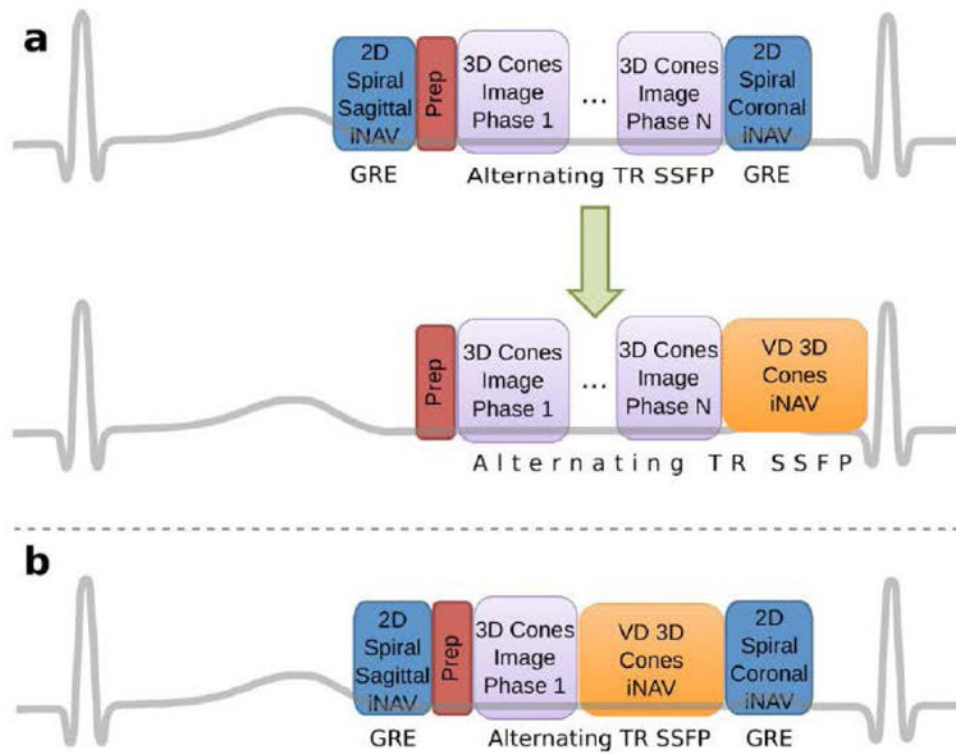 a
2D
Spiral
Sagittal
iNAV
Prep
3D Cones
Image
Phase 1
...
3D Cones
Image
Phase N
2D
Spiral
Coronal
iNAV
GRE
Alternating TR SSFP
GRE
Prep
3D Cones
Image
Phase 1
...
3D Cones
Image
Phase N
VD 3D
Cones
iNAV
Alternating TR SSFP
b
2D
Spiral
Sagittal
iNAV
Prep
3D Cones
Image
Phase 1
VD 3D
Cones
iNAV
2D
Spiral
Coronal
iNAV
GRE
Alternating TR SSFP
GRE